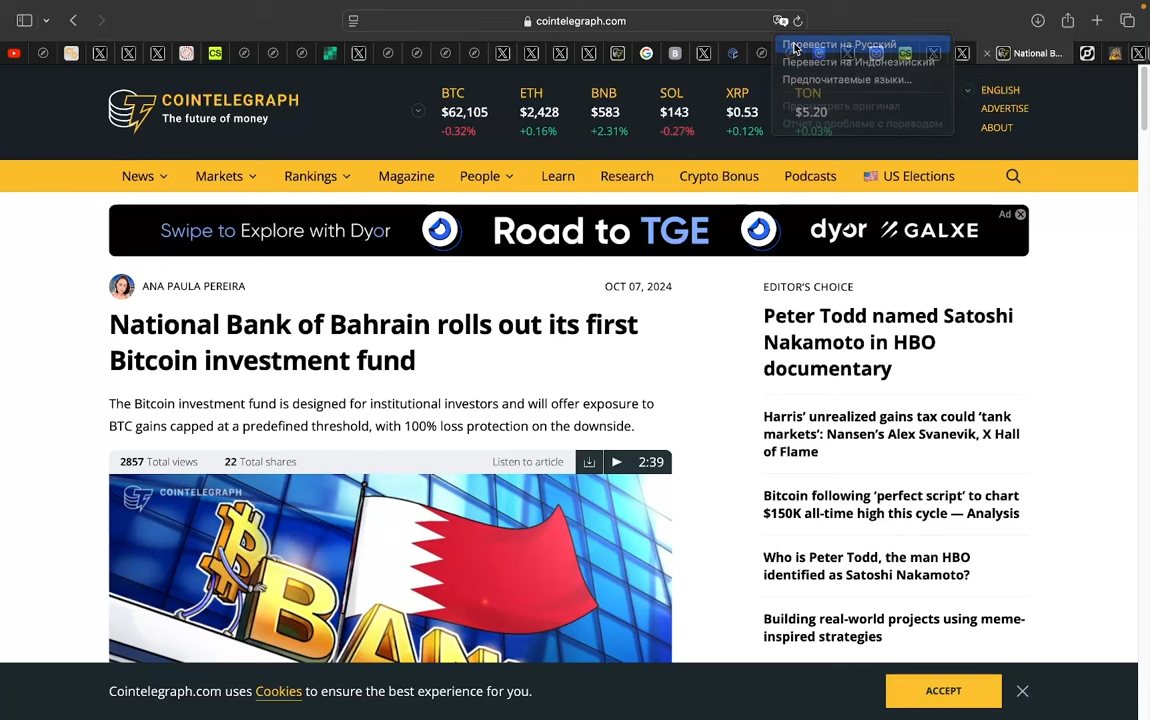 cointelegraph.com
Перевести на Русский
Перевести на Индонезийский
Предпочитаемые языки...
Просмотреть оригинал
Отчет о проблеме с переводом
National B...
COINTELEGRAPH
The future of money
BTC
$62,105
-0.32%
ETH
$2,428
+0.16%
BNB
$583
+2.31%
SOL
$143
-0.27%
XRP
$0.53
+0.12%
TON
$5.20
+0.03%
ENGLISH
ADVERTISE
ABOUT
News
Markets
Rankings
Magazine
People
Learn
Research
Crypto Bonus
Podcasts
US Elections
Swipe to Explore with Dyor
Road to TGE
dyor
GALXE
Ad
ANA PAULA PEREIRA
OCT 07, 2024
National Bank of Bahrain rolls out its first
Bitcoin investment fund
The Bitcoin investment fund is designed for institutional investors and will offer exposure to
BTC gains capped at a predefined threshold, with 100% loss protection on the downside.
2857 Total views
22 Total shares
Listen to article
2:39
COINTELEGRAPH
BAN
EDITOR'S CHOICE
Peter Todd named Satoshi
Nakamoto in HBO
documentary
Harris' unrealized gains tax could 'tank
markets': Nansen's Alex Svanevik, X Hall
of Flame
Bitcoin following 'perfect script' to chart
$150K all-time high this cycle — Analysis
Who is Peter Todd, the man HBO
identified as Satoshi Nakamoto?
Building real-world projects using meme-
inspired strategies
Cointelegraph.com uses Cookies to ensure the best experience for you.
ACCEPT